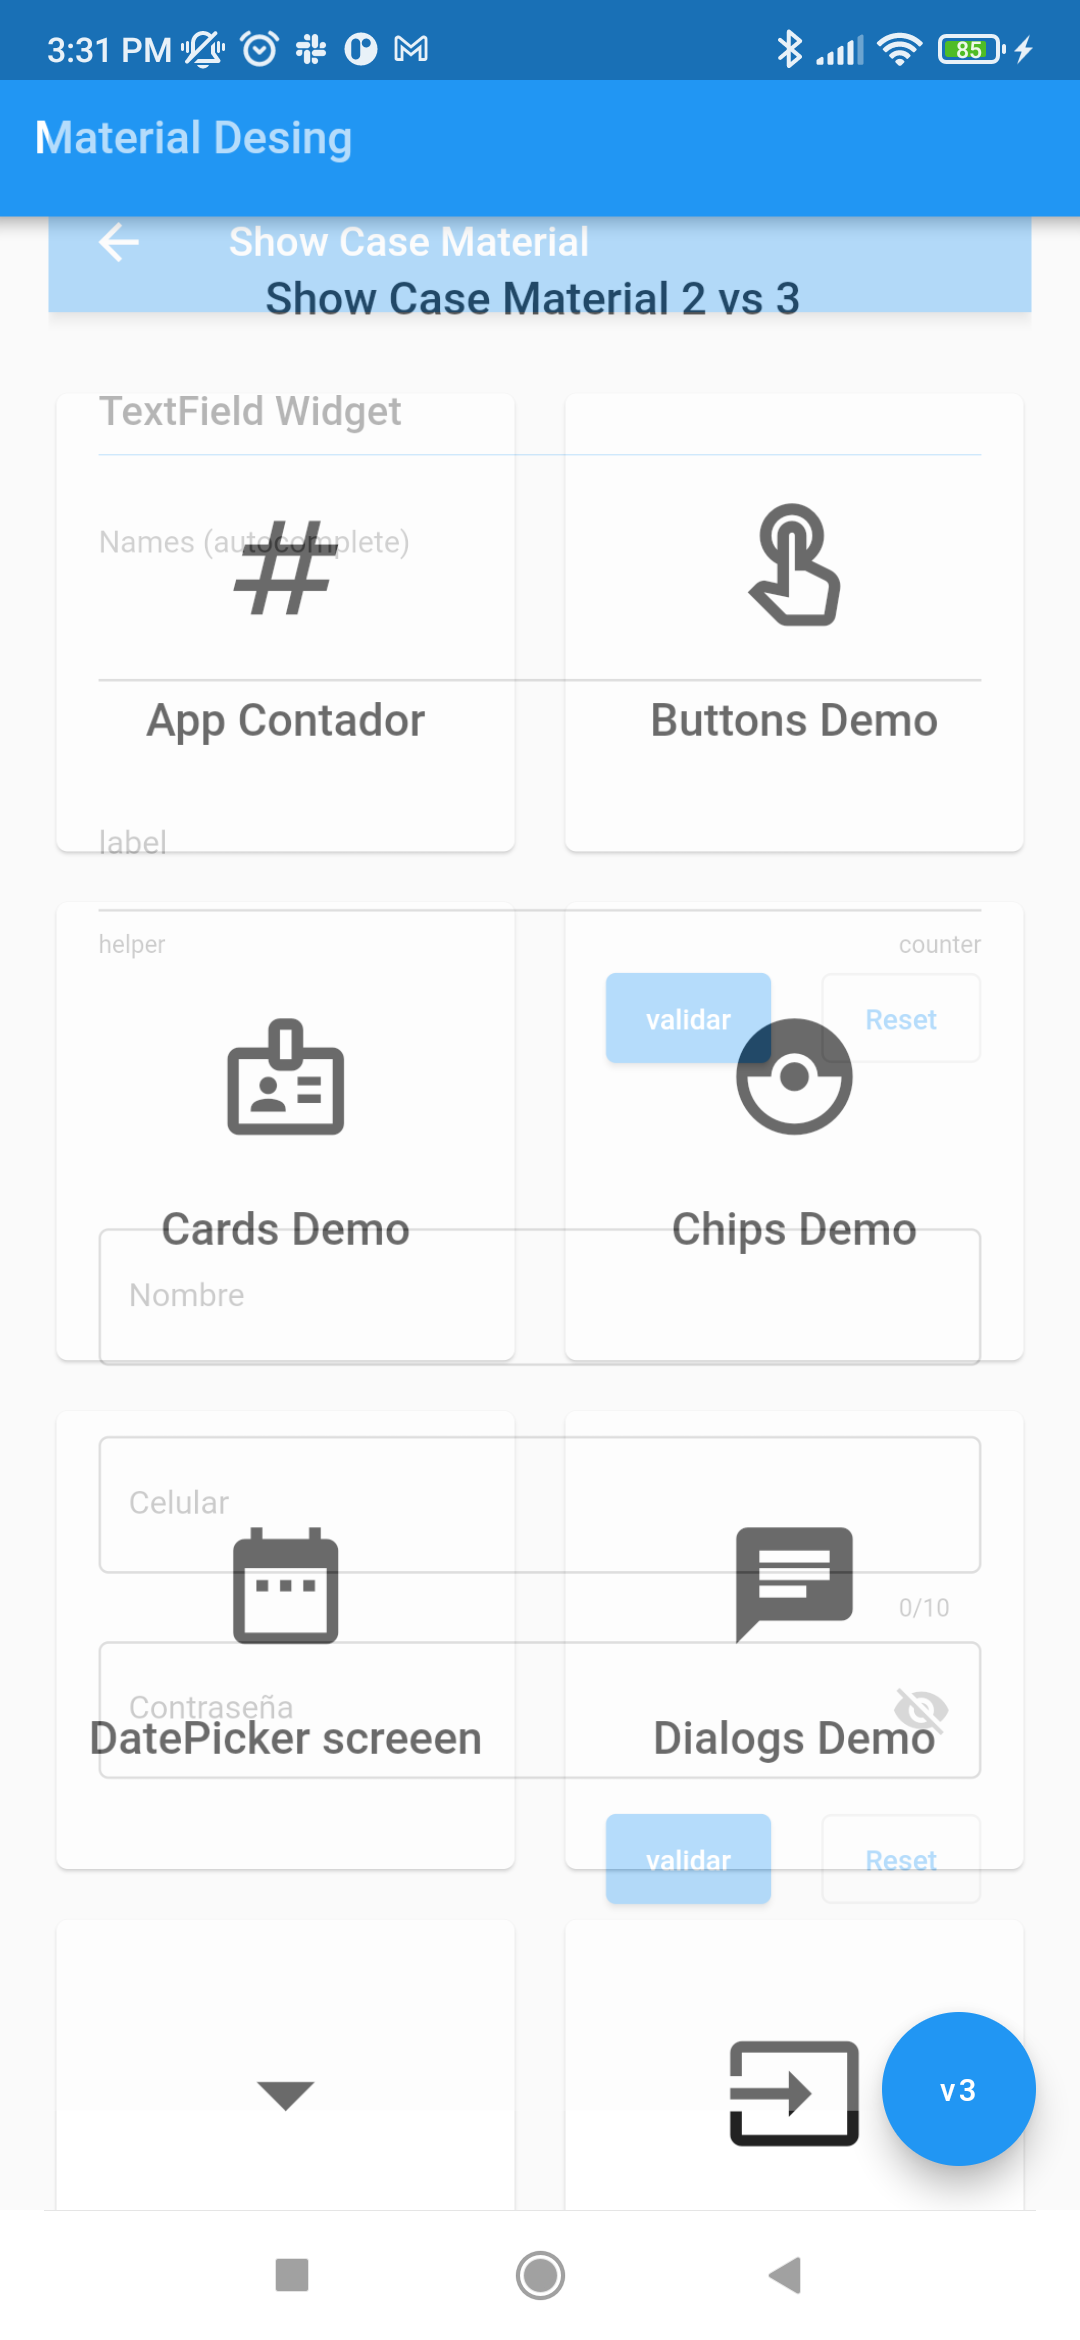 3:31 PM
85
Material Desing
Show Case Material
Show Case Material 2 vs 3
TextField Widget
Names (autocomplete)
App Contador
Buttons Demo
label
helper
counter
validar
Reset
Cards Demo
Chips Demo
Nombre
Celular
0/10
Contraseña
DatePicker screeen
Dialogs Demo
validar
Reset
v3